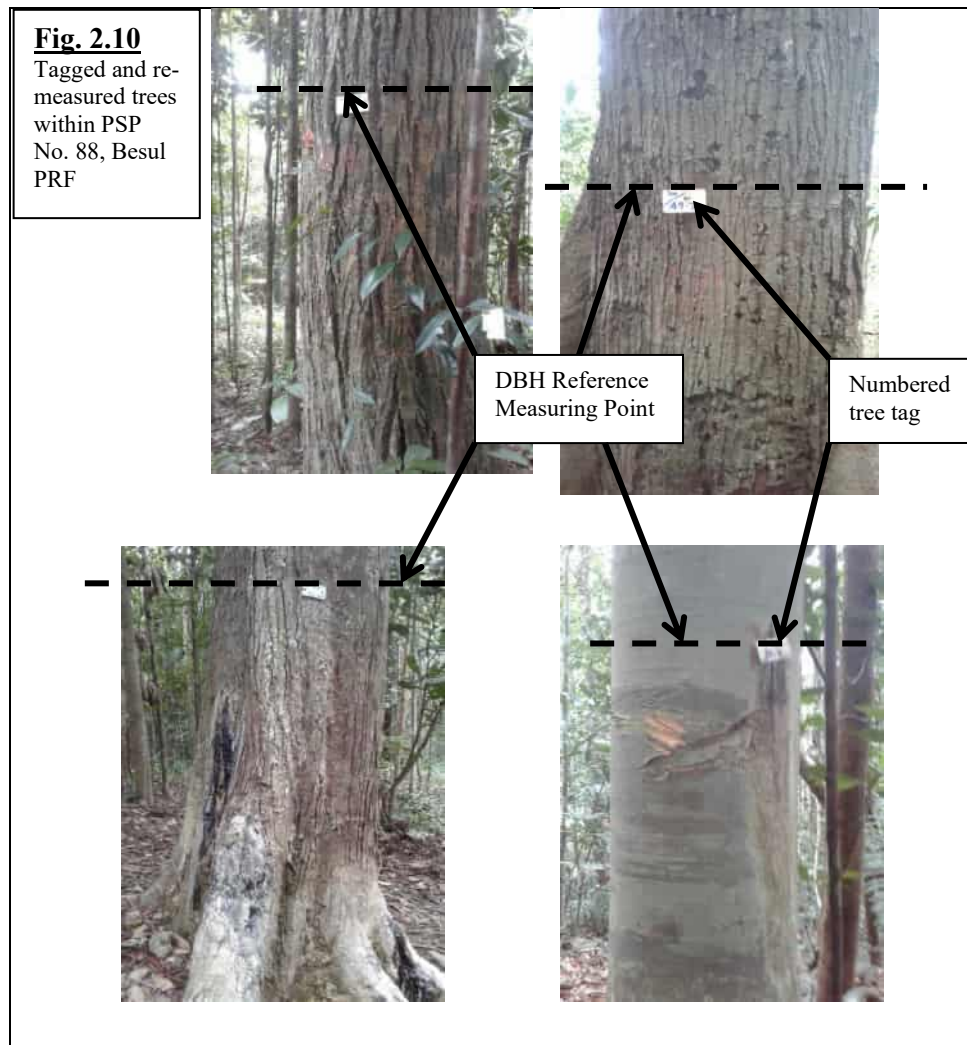 Fig. 2.10
Tagged and re-
measured trees
within PSP
No. 88, Besul
PRF
DBH Reference
Measuring Point
Numbered
tree tag